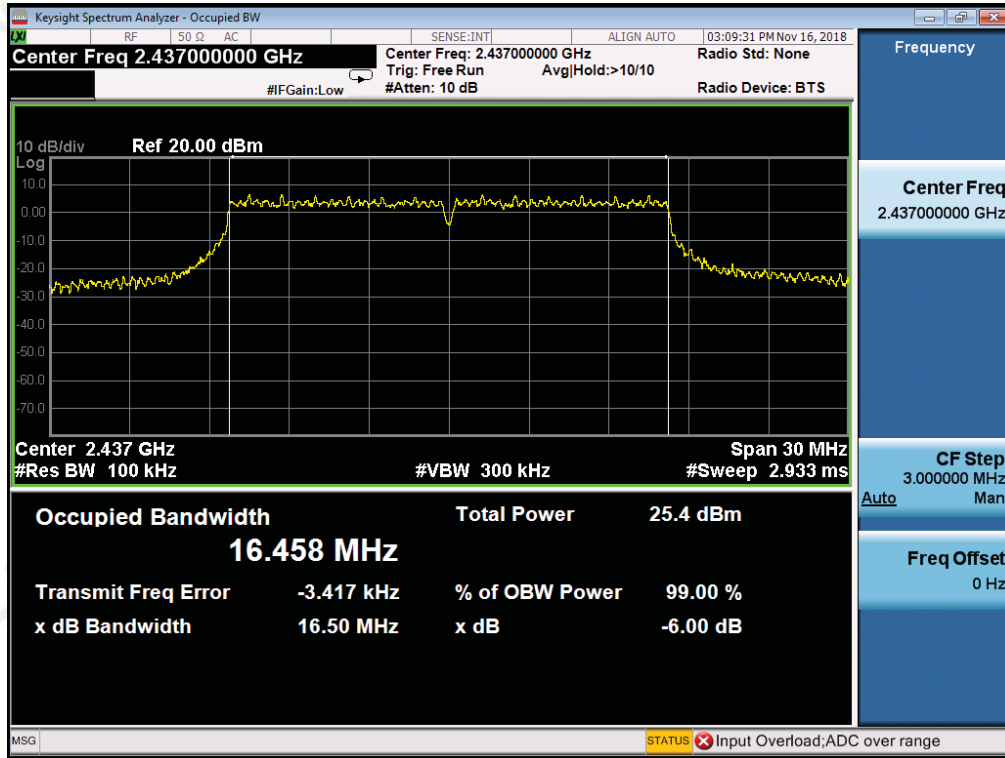 Keysight Spectrum Analyzer - Occupied BW
LXI RF 50 Ω AC SENSE:INT ALIGN AUTO 03:09:31 PM Nov 16, 2018
Center Freq 2.437000000 GHz
Center Freq: 2.437000000 GHz
Radio Std: None
Trig: Free Run
Avg|Hold:>10/10
#IFGain:Low
#Atten: 10 dB
Radio Device: BTS
Frequency
10 dB/div
Ref 20.00 dBm
Log
10.0
0.00
-10.0
-20.0
-30.0
-40.0
-50.0
-60.0
-70.0
Center 2.437 GHz
Span 30 MHz
#Res BW 100 kHz
#VBW 300 kHz
#Sweep 2.933 ms
Center Freq
2.437000000 GHz
CF Step
3.000000 MHz
Auto Man
Freq Offset
0 Hz
Occupied Bandwidth
16.458 MHz
Total Power 25.4 dBm
Transmit Freq Error -3.417 kHz
% of OBW Power 99.00 %
x dB Bandwidth 16.50 MHz
x dB -6.00 dB
MSG
STATUS Input Overload;ADC over range